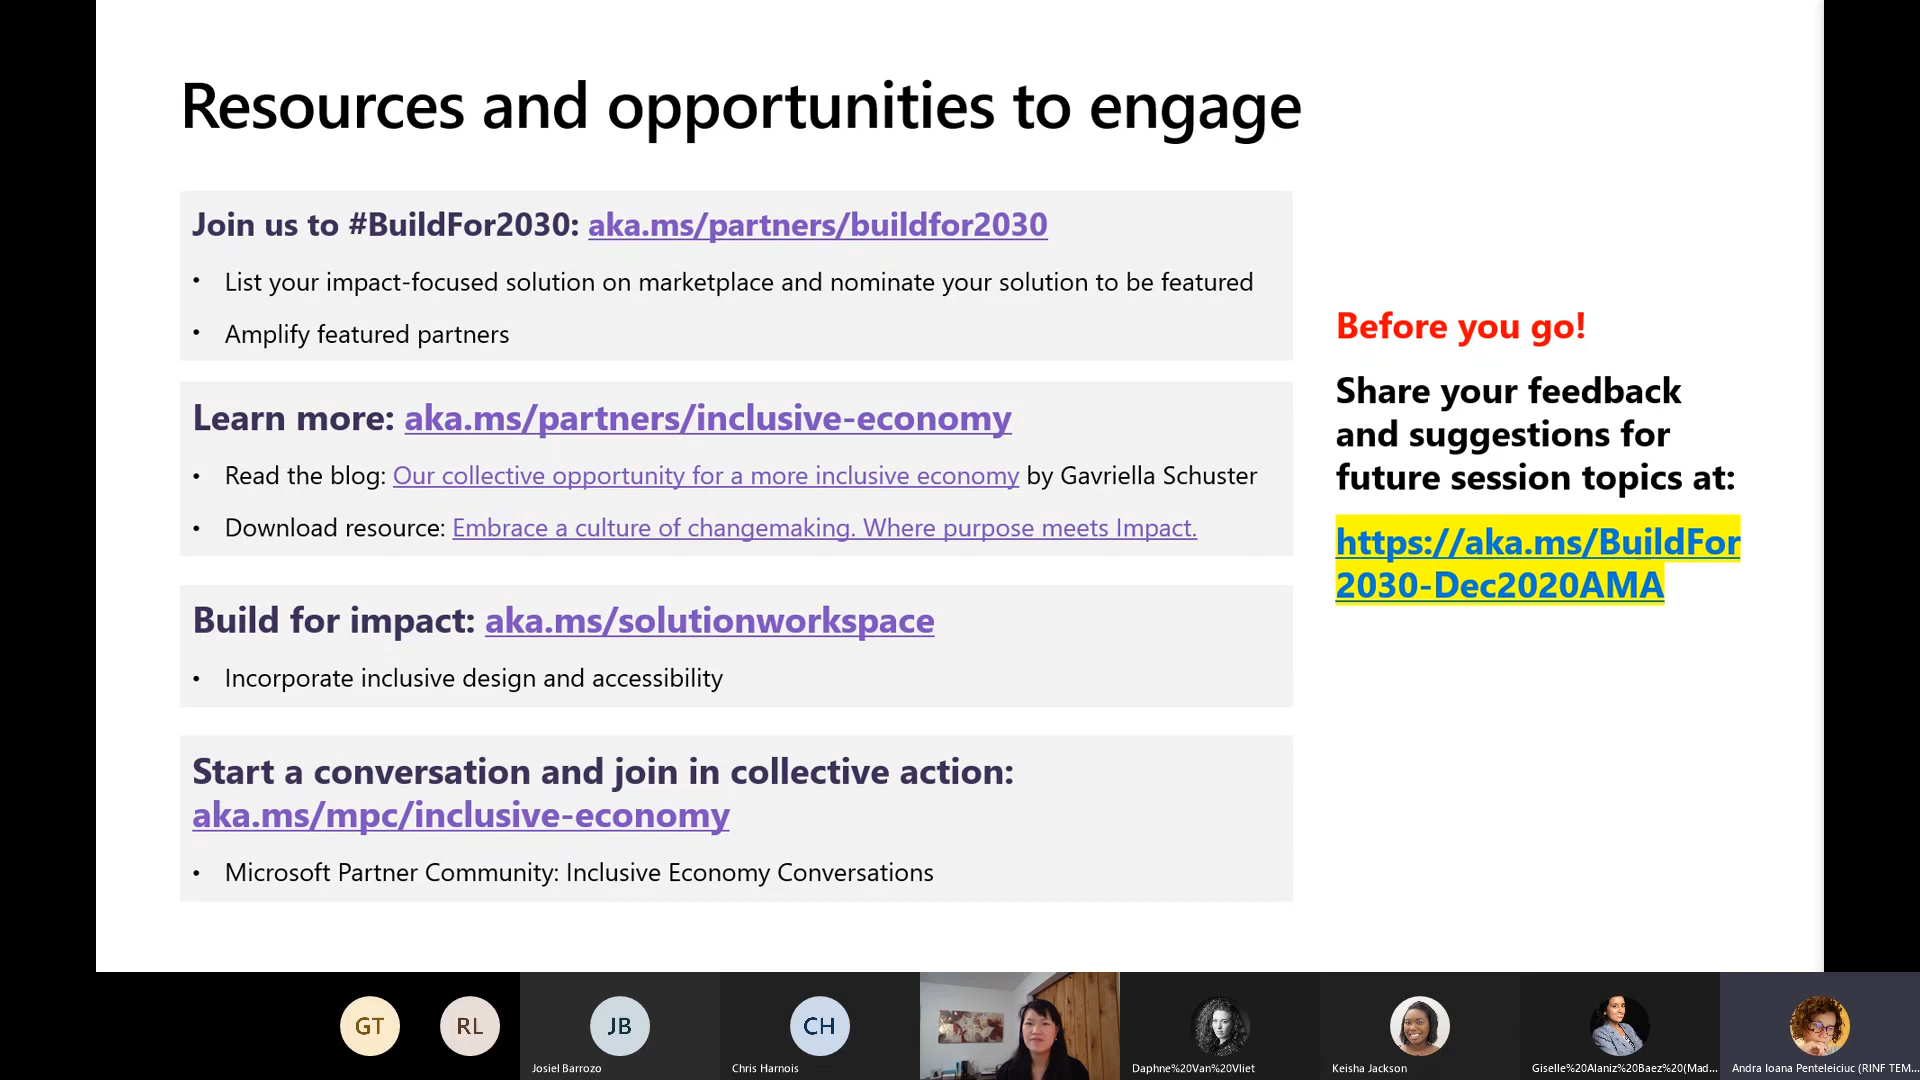 Resources and opportunities to engage
Join us to #BuildFor2030: aka.ms/partners/buildfor2030
• List your impact-focused solution on marketplace and nominate your solution to be featured
• Amplify featured partners
Learn more: aka.ms/partners/inclusive-economy
• Read the blog: Our collective opportunity for a more inclusive economy by Gavriella Schuster
• Download resource: Embrace a culture of changemaking. Where purpose meets Impact.
Build for impact: aka.ms/solutionworkspace
• Incorporate inclusive design and accessibility
Start a conversation and join in collective action:
aka.ms/mpc/inclusive-economy
• Microsoft Partner Community: Inclusive Economy Conversations
Before you go!
Share your feedback
and suggestions for
future session topics at:
https://aka.ms/BuildFor
2030-Dec2020AMA
GT
RL
JB
Josiel Barrozo
CH
Chris Harnois
Daphne%20Van%20Vliet
Keisha Jackson
Giselle%20Alaniz%20Baez%20(Mad...
Andra Ioana Penteleiciuc (RINF TEM...